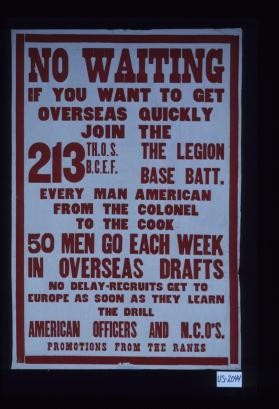 NO WAITING
IF YOU WANT TO GET
OVERSEAS QUICKLY
JOIN THE
213 TH.O.S. THE LEGION
B.C.E.F. BASE BATT.
EVERY MAN AMERICAN
FROM THE COLONEL
TO THE COOK
50 MEN GO EACH WEEK
IN OVERSEAS DRAFTS
NO DELAY-RECRUITS GET TO
EUROPE AS SOON AS THEY LEARN
THE DRILL
AMERICAN OFFICERS AND N.C.O'S.
PROMOTIONS FROM THE RANKS
US-2044